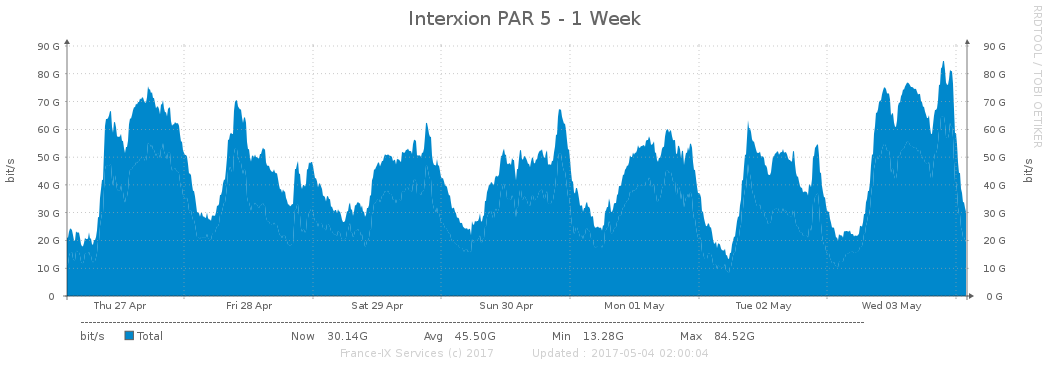 Interxion PAR 5 - 1 Week
RRDTOOL / TOBI OETIKER
90 G 90 G
80 G 80 G
70 G 70 G
60 G 60 G
50 G 50 G
40 G 40 G
30 G 30 G
20 G 20 G
10 G 10 G
0 0 G
bit/s bit/s
Thu 27 Apr Fri 28 Apr Sat 29 Apr Sun 30 Apr Mon 01 May Tue 02 May Wed 03 May
bit/s Total Now 30.14G Avg 45.50G Min 13.28G Max 84.52G
France-IX Services (c) 2017 Updated : 2017-05-04 02:00:04